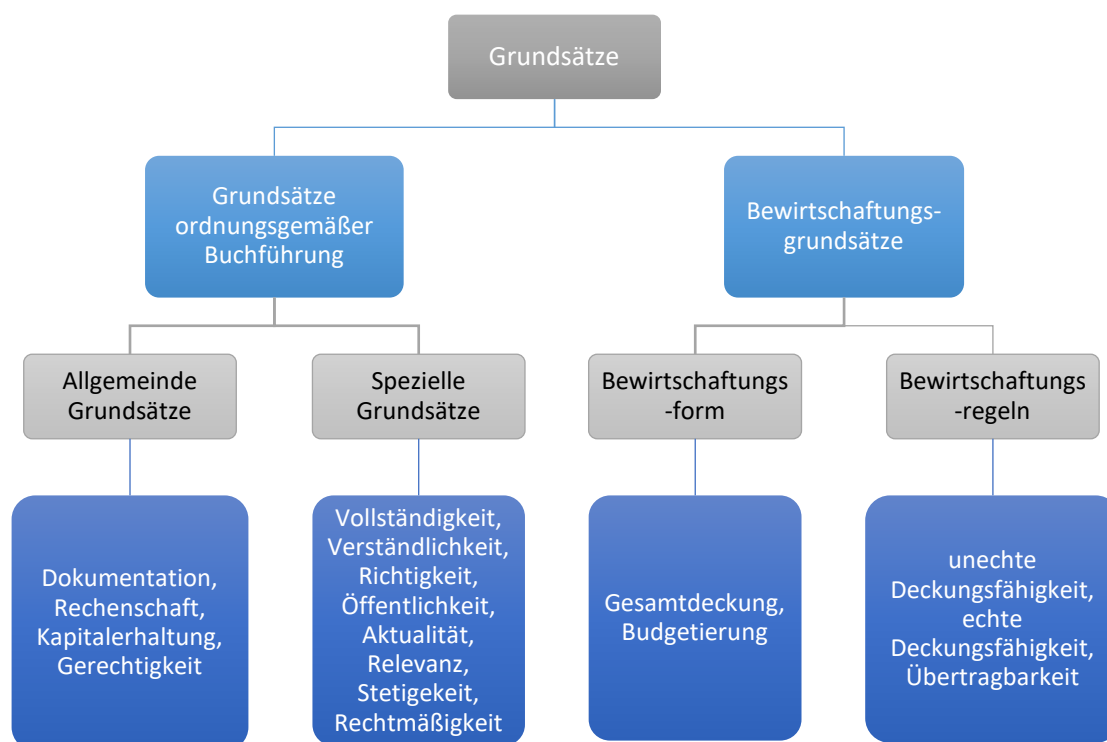 Grundsätze
Grundsätze
ordnungsgemäßer
Buchführung
Bewirtschaftungs-
grundsätze
Allgemeinde
Grundsätze
Spezielle
Grundsätze
Bewirtschaftungs
-form
Bewirtschaftungs
-regeln
Dokumentation,
Rechenschaft,
Kapitalerhaltung,
Gerechtigkeit
Vollständigkeit,
Verständlichkeit,
Richtigkeit,
Öffentlichkeit,
Aktualität,
Relevanz,
Stetigekeit,
Rechtmäßigkeit
Gesamtdeckung,
Budgetierung
unechte
Deckungsfähigkeit,
echte
Deckungsfähigkeit,
Übertragbarkeit